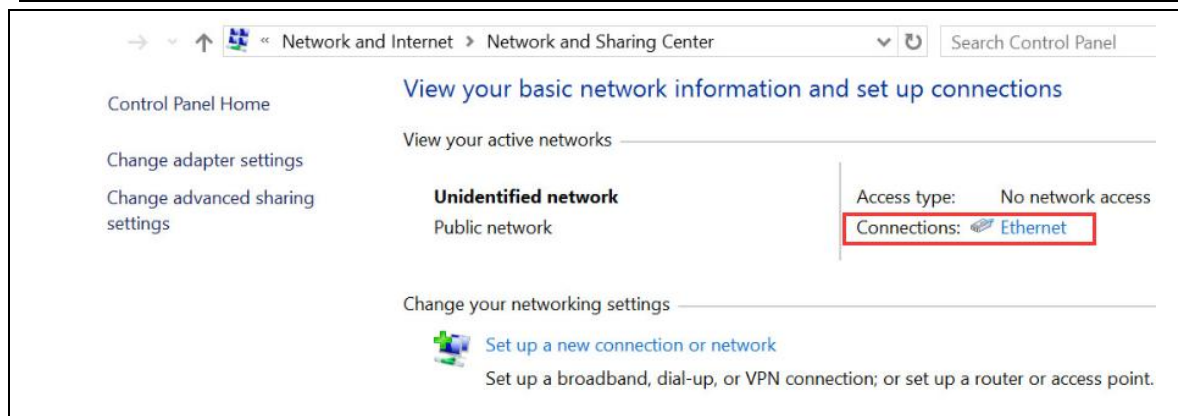 « Network and Internet > Network and Sharing Center
Search Control Panel
Control Panel Home
Change adapter settings
Change advanced sharing
settings
View your basic network information and set up connections
View your active networks
Unidentified network
Public network
Access type: No network access
Connections: Ethernet
Change your networking settings
Set up a new connection or network
Set up a broadband, dial-up, or VPN connection; or set up a router or access point.